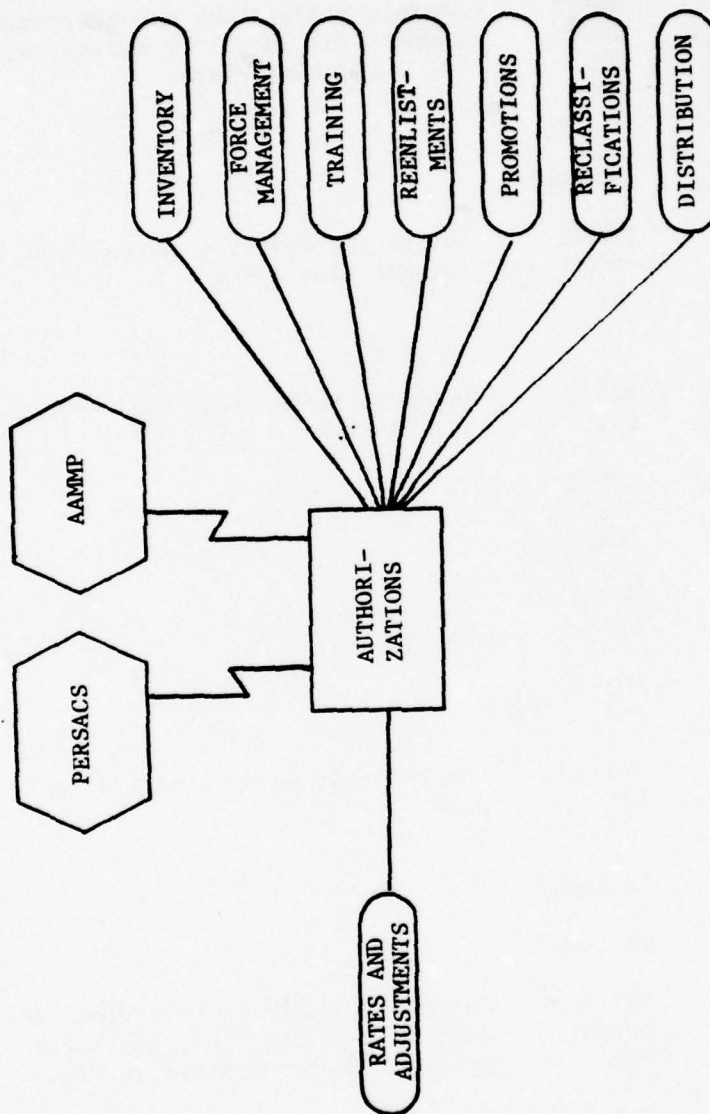 PERSACS
AAMMP
RATES AND
ADJUSTMENTS
AUTHORI-
ZATIONS
INVENTORY
FORCE
MANAGEMENT
TRAINING
REENLIST-
MENTS
PROMOTIONS
RECLASSI-
FICATIONS
DISTRIBUTION